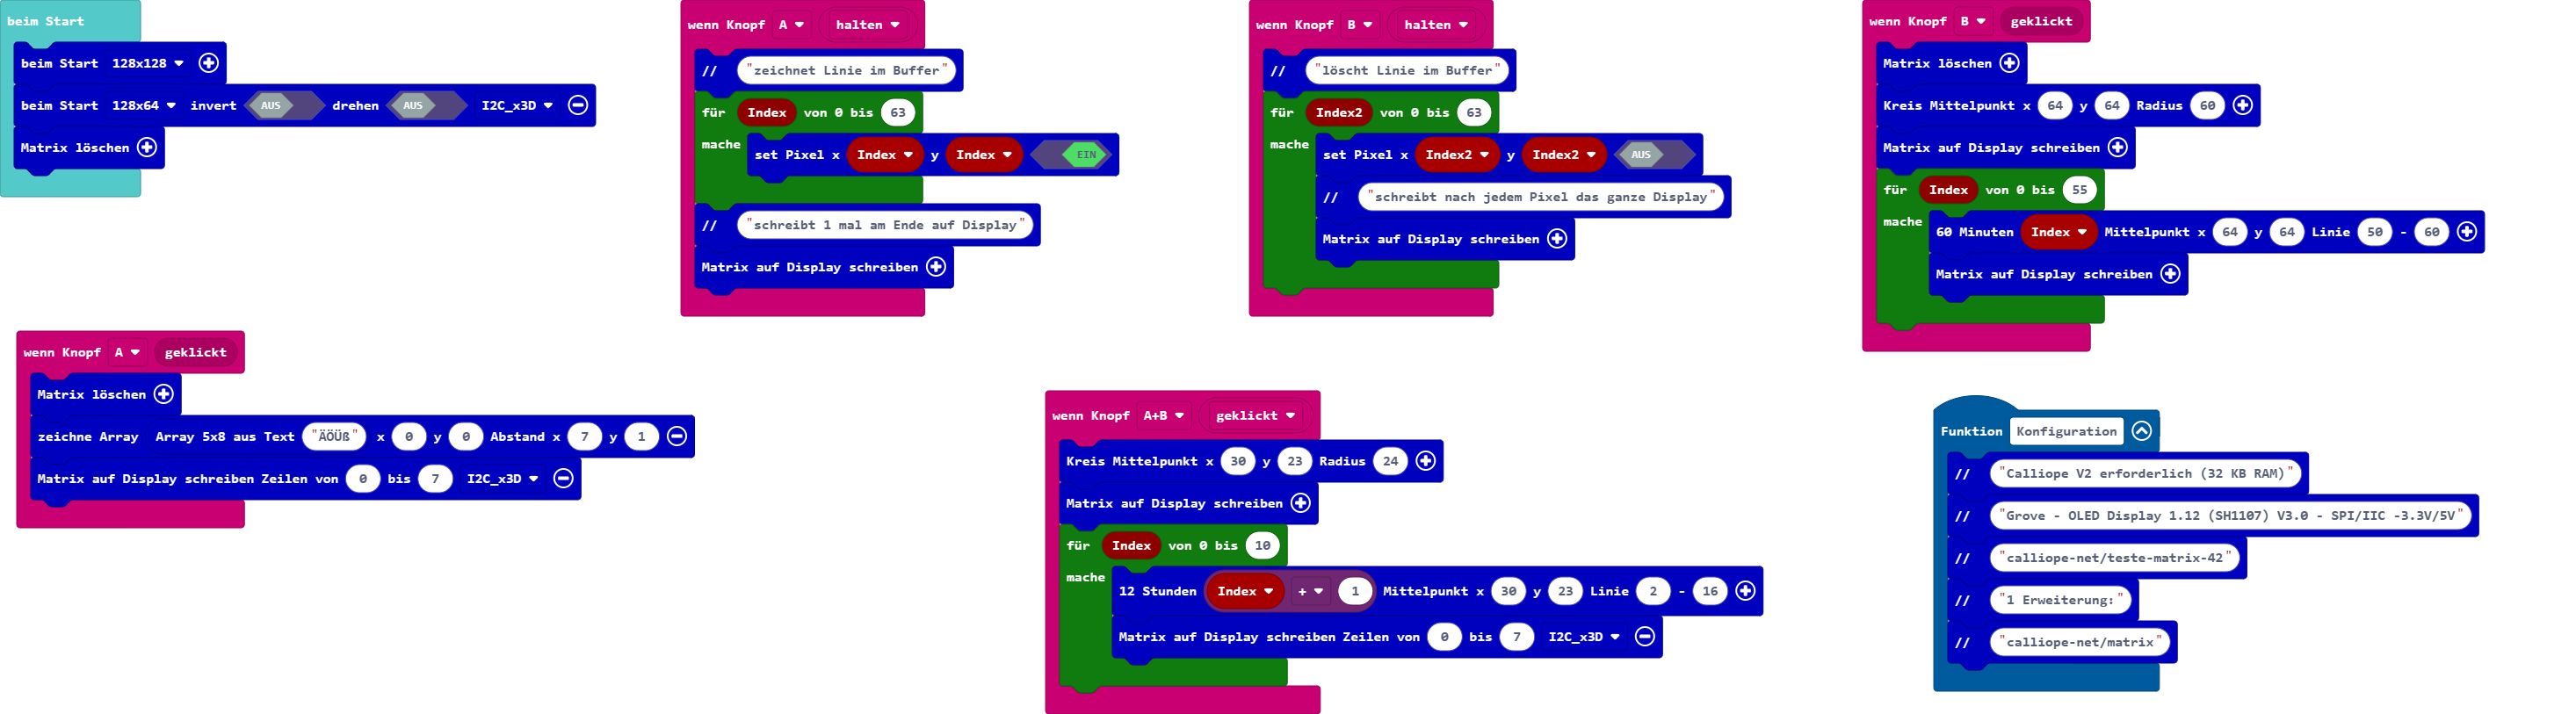 beim Start
beim Start 128x128
beim Start 128x64 invert AUS drehen AUS I2C_x3D
Matrix löschen
wenn Knopf A halten
// "zeichnet Linie im Buffer"
für Index von 0 bis 63
mache set Pixel x Index y Index EIN
// "schreibt 1 mal am Ende auf Display"
Matrix auf Display schreiben
wenn Knopf B halten
// "löscht Linie im Buffer"
für Index2 von 0 bis 63
mache set Pixel x Index2 y Index2 AUS
// "schreibt nach jedem Pixel das ganze Display"
Matrix auf Display schreiben
wenn Knopf B geklickt
Matrix löschen
Kreis Mittelpunkt x 64 y 64 Radius 60
Matrix auf Display schreiben
für Index von 0 bis 55
mache 60 Minuten Index Mittelpunkt x 64 y 64 Linie 50 - 60
Matrix auf Display schreiben
wenn Knopf A geklickt
Matrix löschen
zeichne Array Array 5x8 aus Text "ÄÖÜß" x 0 y 0 Abstand x 7 y 1
Matrix auf Display schreiben Zeilen von 0 bis 7 I2C_x3D
wenn Knopf A+B geklickt
Kreis Mittelpunkt x 30 y 23 Radius 24
Matrix auf Display schreiben
für Index von 0 bis 10
mache 12 Stunden Index + 1 Mittelpunkt x 30 y 23 Linie 2 - 16
Matrix auf Display schreiben Zeilen von 0 bis 7 I2C_x3D
Funktion Konfiguration
// "Calliope V2 erforderlich (32 KB RAM)"
// "Grove - OLED Display 1.12 (SH1107) V3.0 - SPI/IIC -3.3V/5V"
// "calliope-net/teste-matrix-42"
// "1 Erweiterung:"
// "calliope-net/matrix"